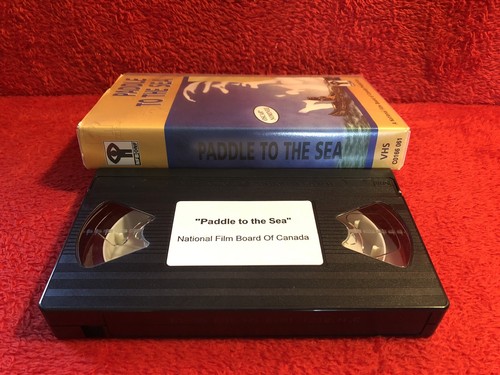 PADDLE
TO THE SEA
PADDLE TO THE SEA
VHS
"Paddle to the Sea"
National Film Board Of Canada